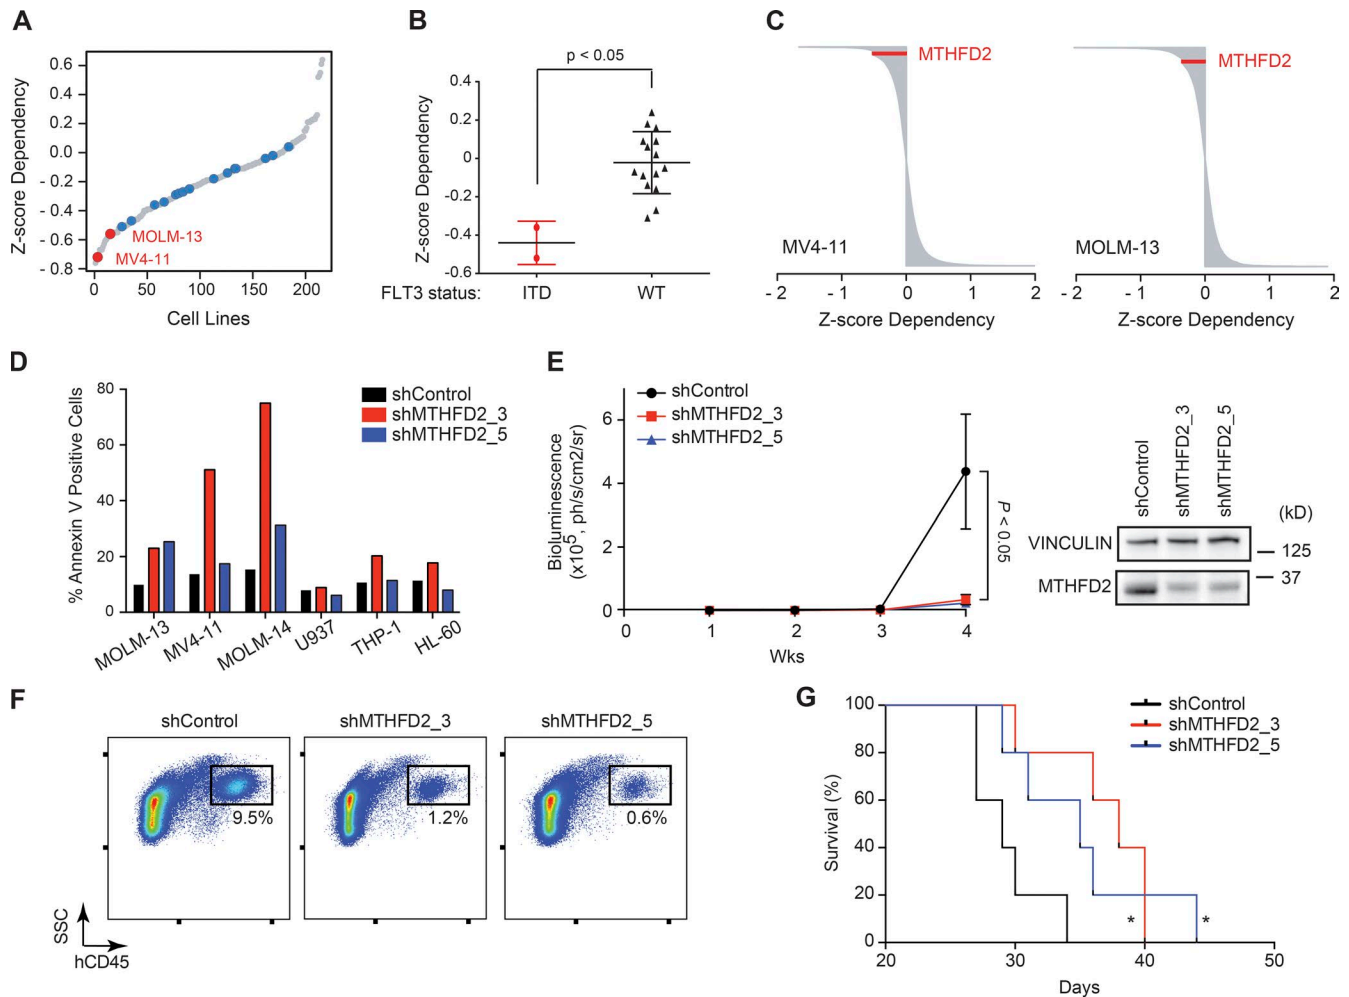 A
Z-score Dependency
0.6
0.4
0.2
0.0
- 0.2
- 0.4
- 0.6
- 0.8
MOLM-13
MV4-11
0 50 100 150 200
Cell Lines
B
p < 0.05
Z-score Dependency
0.4
0.2
0
-0.2
-0.4
-0.6
FLT3 status: ITD WT
C
MTHFD2
MV4-11
- 2 - 1 0 1 2
Z-score Dependency
MTHFD2
MOLM-13
- 2 - 1 0 1 2
Z-score Dependency
D
% Annexin V Positive Cells
80
60
40
20
0
shControl
shMTHFD2_3
shMTHFD2_5
MOLM-13 MV4-11 MOLM-14 U937 THP-1 HL-60
E
Bioluminescence
(x10⁵, ph/s/cm2/sr)
6
4
2
0
shControl
shMTHFD2_3
shMTHFD2_5
P < 0.05
0 1 2 3 4
Wks
shControl
shMTHFD2_3
shMTHFD2_5
(kD)
VINCULIN
125
37
MTHFD2
F
shControl
9.5%
shMTHFD2_3
1.2%
shMTHFD2_5
0.6%
SSC
hCD45
G
Survival (%)
100
80
60
40
20
0
shControl
shMTHFD2_3
shMTHFD2_5
* *
20 30 40 50
Days